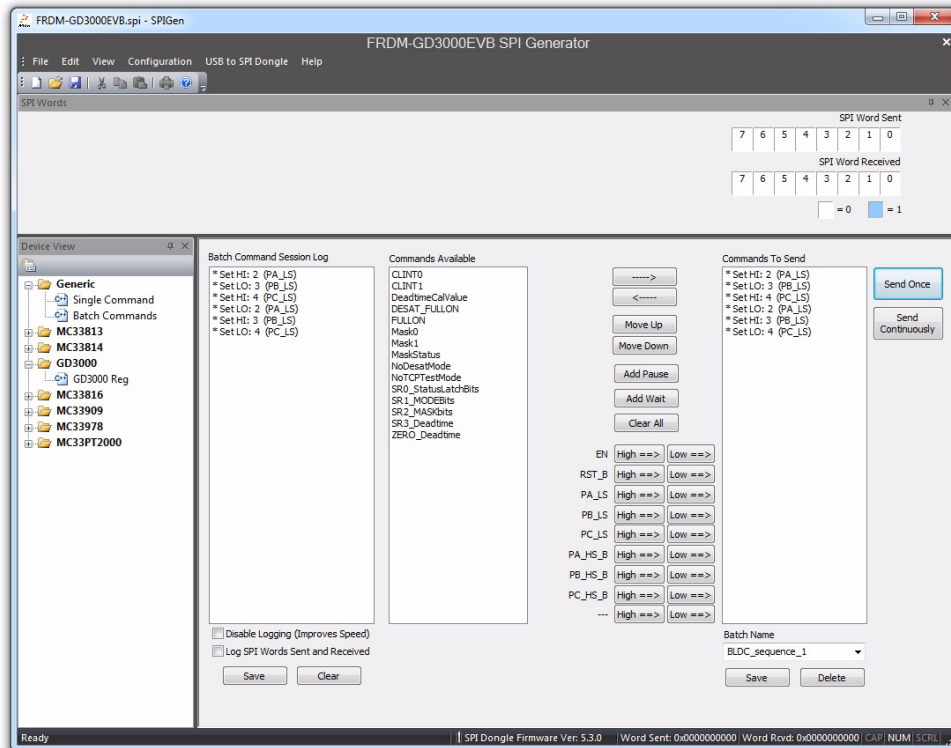 FRDM-GD3000EVB.spi - SPIGen
FRDM-GD3000EVB SPI Generator
File Edit View Configuration USB to SPI Dongle Help
SPI Words
SPI Word Sent
7 6 5 4 3 2 1 0
SPI Word Received
7 6 5 4 3 2 1 0
= 0 = 1
Device View
Generic
Single Command
Batch Commands
MC33813
MC33814
GD3000
GD3000 Reg
MC33816
MC33909
MC33978
MC33PT2000
Batch Command Session Log
* Set HI: 2 (PA_LS)
* Set LO: 3 (PB_LS)
* Set HI: 4 (PC_LS)
* Set LO: 2 (PA_LS)
* Set HI: 3 (PB_LS)
* Set LO: 4 (PC_LS)
Disable Logging (Improves Speed)
Log SPI Words Sent and Received
Save Clear
Commands Available
CLINT0
CLINT1
DeadtimeCalValue
DESAT_FULLON
FULLON
Mask0
Mask1
MaskStatus
NoDesatMode
NoTCPTestMode
SR0_StatusLatchBits
SR1_MODEBits
SR2_MASKbits
SR3_Deadtime
ZERO_Deadtime
----->
<-----
Move Up
Move Down
Add Pause
Add Wait
Clear All
EN High ==> Low ==>
RST_B High ==> Low ==>
PA_LS High ==> Low ==>
PB_LS High ==> Low ==>
PC_LS High ==> Low ==>
PA_HS_B High ==> Low ==>
PB_HS_B High ==> Low ==>
PC_HS_B High ==> Low ==>
--- High ==> Low ==>
Commands To Send
* Set HI: 2 (PA_LS)
* Set LO: 3 (PB_LS)
* Set HI: 4 (PC_LS)
* Set LO: 2 (PA_LS)
* Set HI: 3 (PB_LS)
* Set LO: 4 (PC_LS)
Batch Name
BLDC_sequence_1
Save Delete
Send Once
Send
Continuously
Ready SPI Dongle Firmware Ver: 5.3.0 Word Sent: 0x0000000000 Word Rcvd: 0x0000000000 CAP NUM SCRL